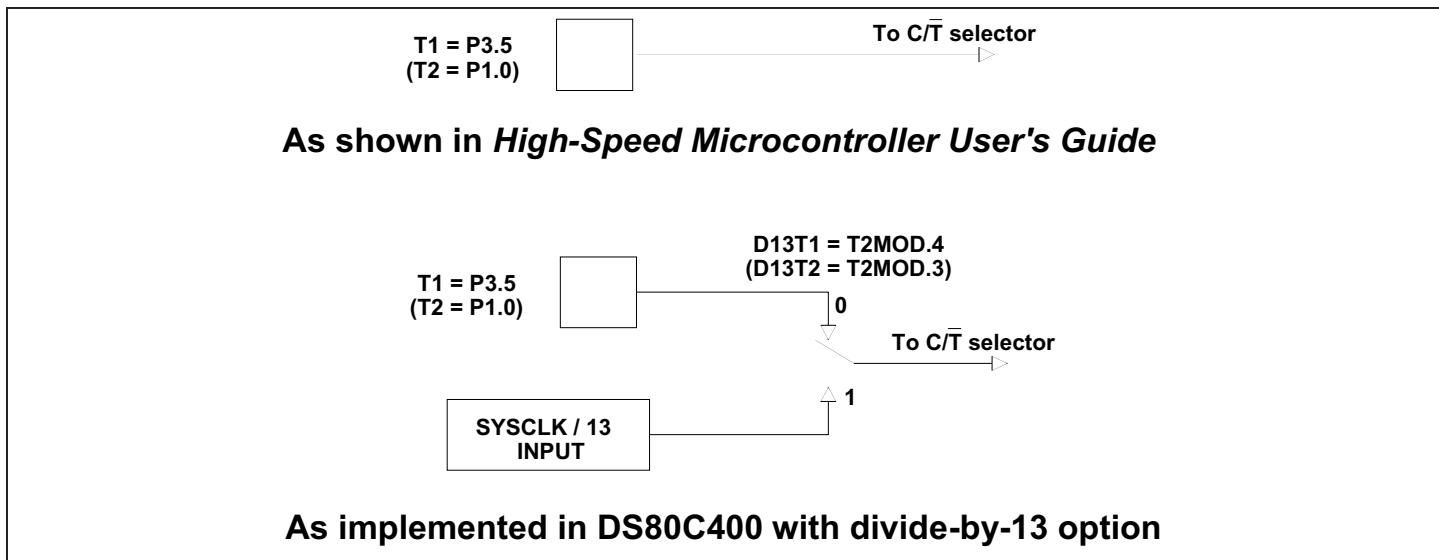 T1 = P3.5
(T2 = P1.0)
To C/T̅ selector
As shown in High-Speed Microcontroller User's Guide
D13T1 = T2MOD.4
(D13T2 = T2MOD.3)
T1 = P3.5
(T2 = P1.0)
0
To C/T̅ selector
1
SYSCLK / 13
INPUT
As implemented in DS80C400 with divide-by-13 option